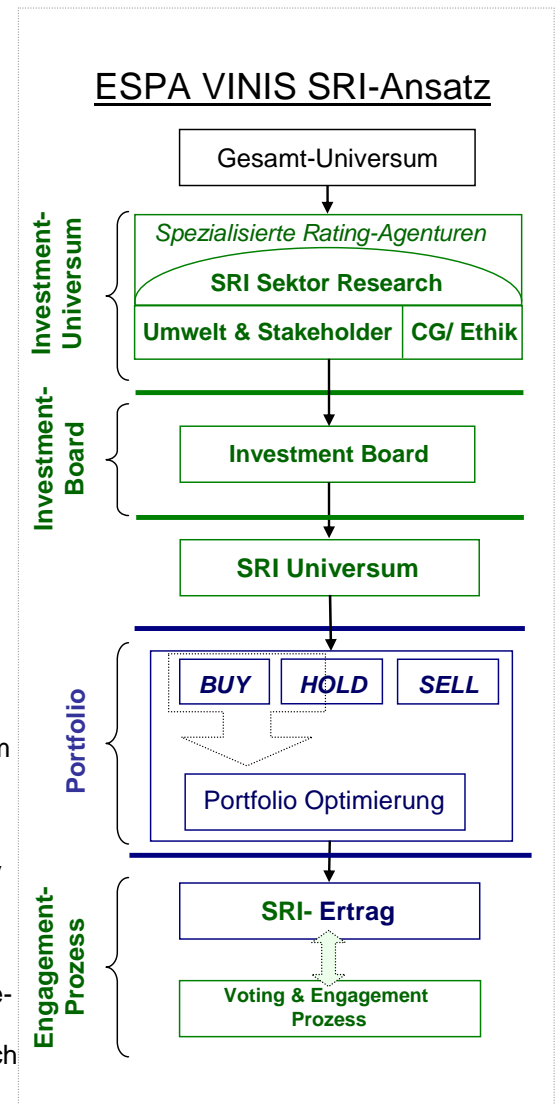 ESPA VINIS SRI-Ansatz
Gesamt-Universum
Investment-
Universum
Spezialisierte Rating-Agenturen
SRI Sektor Research
Umwelt & Stakeholder
CG/ Ethik
Investment-
Board
Investment Board
SRI Universum
Portfolio
BUY
HOLD
SELL
Portfolio Optimierung
Engagement-
Prozess
SRI- Ertrag
Voting & Engagement
Prozess
e-
ch